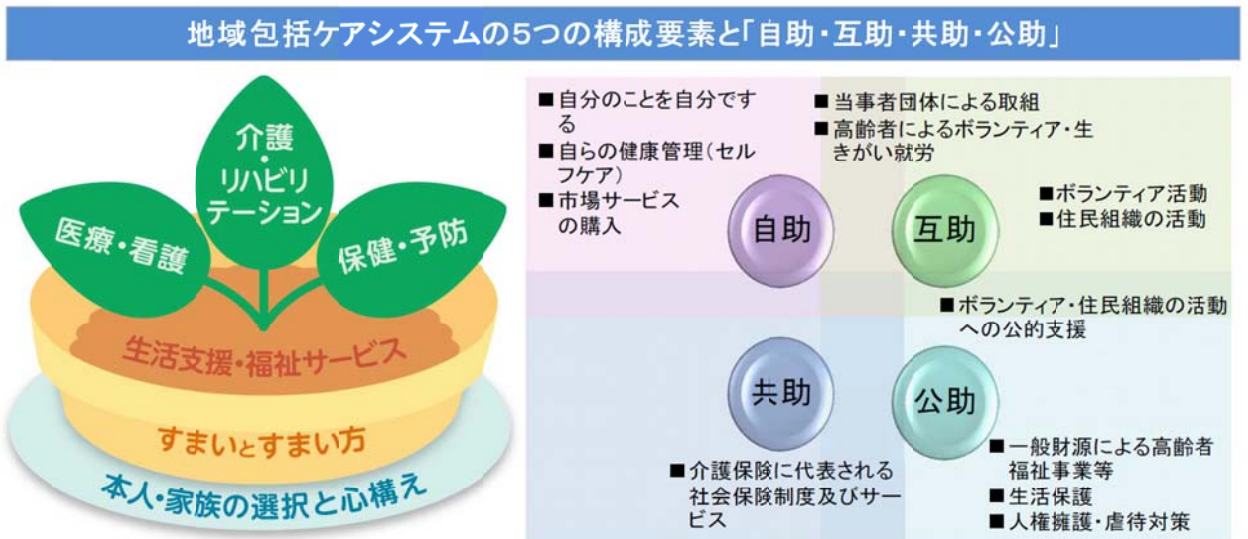 地域包括ケアシステムの5つの構成要素と「自助・互助・共助・公助」
介護
・
リハビリ
テーション
医療・看護
保健・予防
生活支援・福祉サービス
すまいとすまい方
本人・家族の選択と心構え
■自分のことを自分です
る
■自らの健康管理(セル
フケア)
■市場サービス
の購入
■当事者団体による取組
■高齢者によるボランティア・生
きがい就労
■ボランティア活動
■住民組織の活動
自助
互助
■ボランティア・住民組織の活動
への公的支援
共助
公助
■介護保険に代表される
社会保険制度及びサー
ビス
■一般財源による高齢者
福祉事業等
■生活保護
■人権擁護・虐待対策